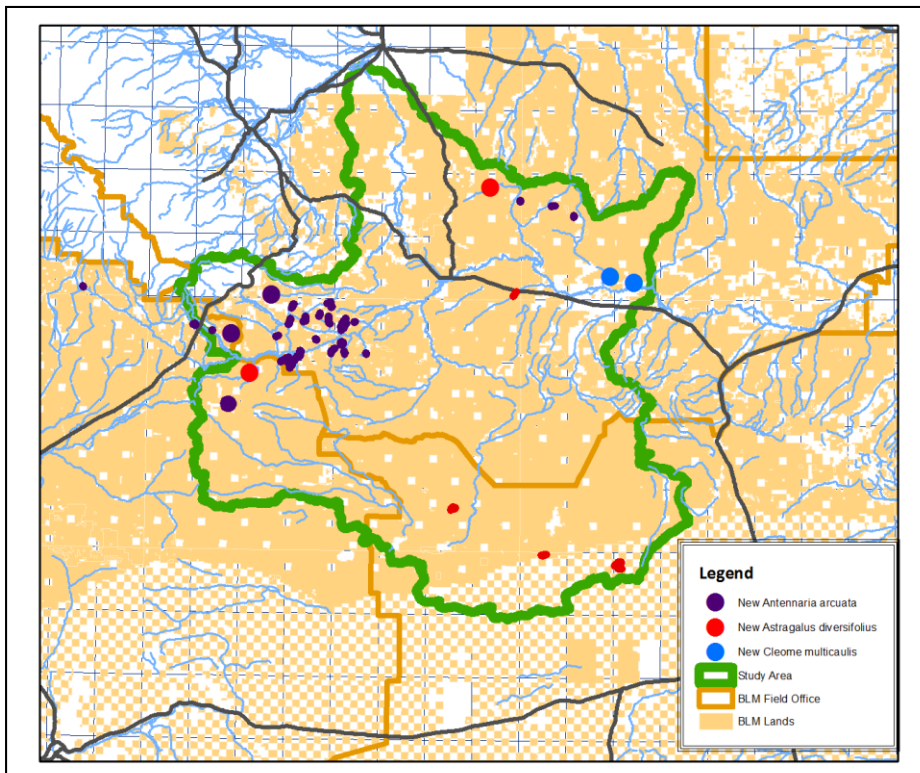 Legend
New Antennaria arcuata
New Astragalus diversifolius
New Cleome multicaulis
Study Area
BLM Field Office
BLM Lands